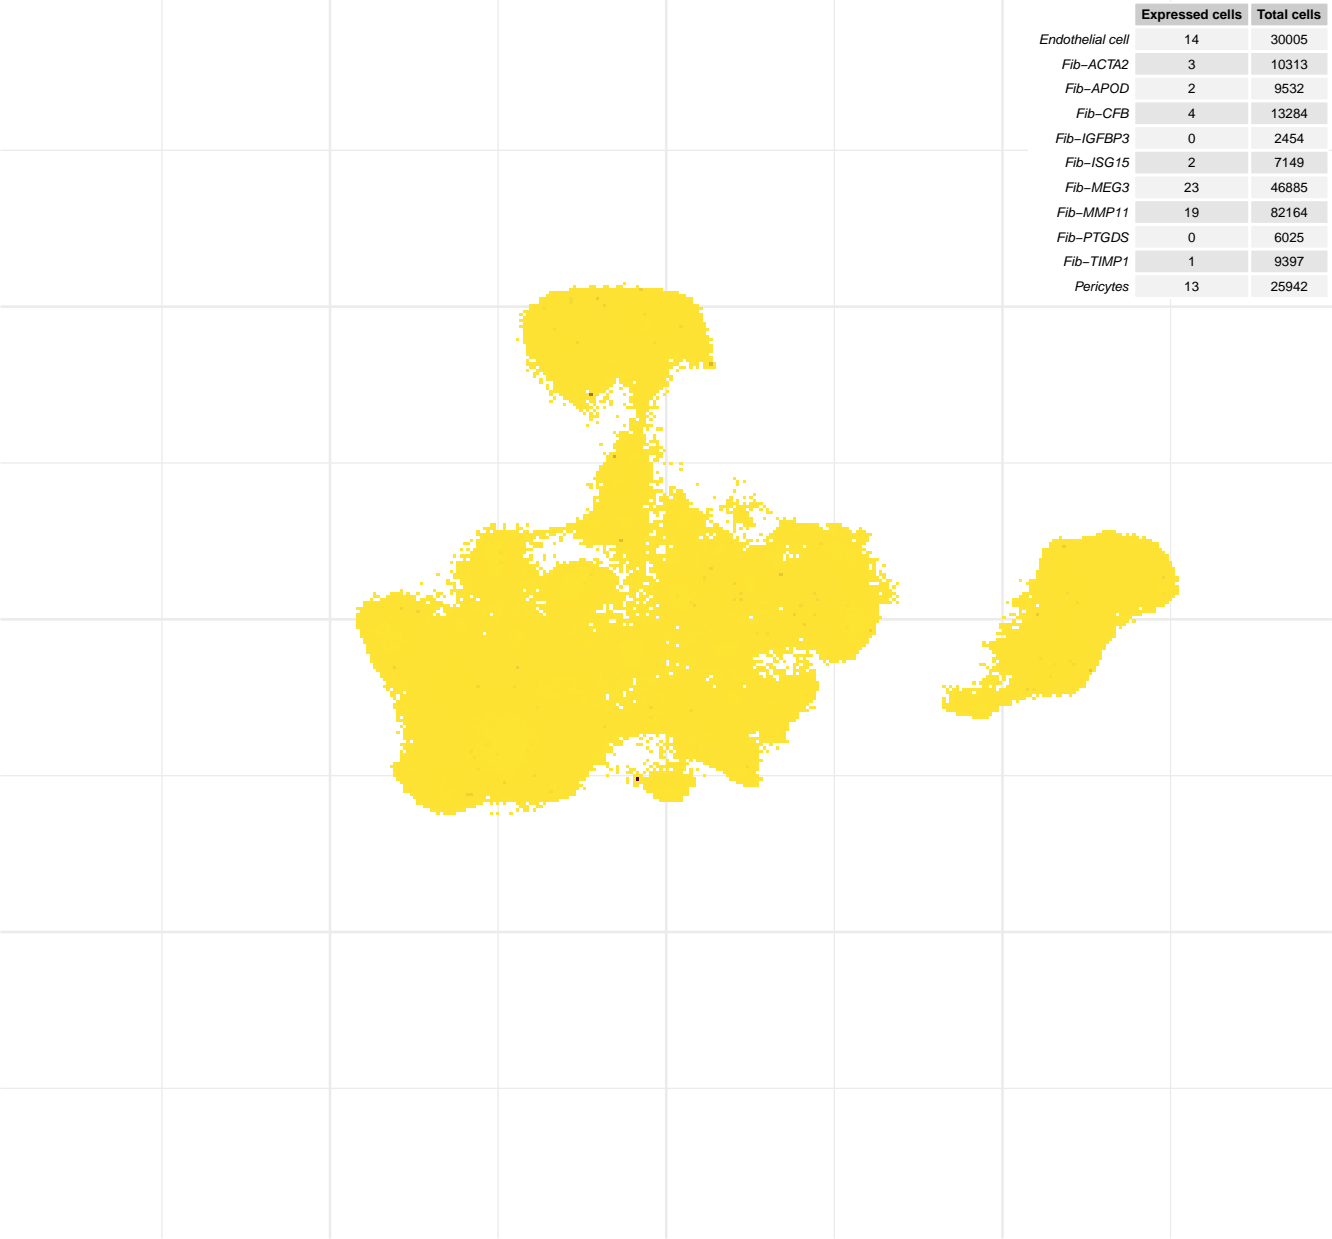 Expressed cells Total cells
Endothelial cell 14 30005
Fib−ACTA2 3 10313
Fib−APOD 2 9532
Fib−CFB 4 13284
Fib−IGFBP3 0 2454
Fib−ISG15 2 7149
Fib−MEG3 23 46885
Fib−MMP11 19 82164
Fib−PTGDS 0 6025
Fib−TIMP1 1 9397
Pericytes 13 25942